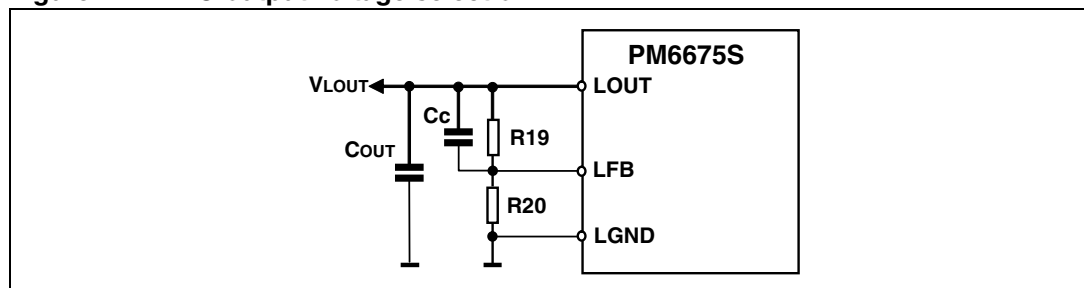 PM6675S
VLOUT
LOUT
Cc
R19
COUT
LFB
R20
LGND